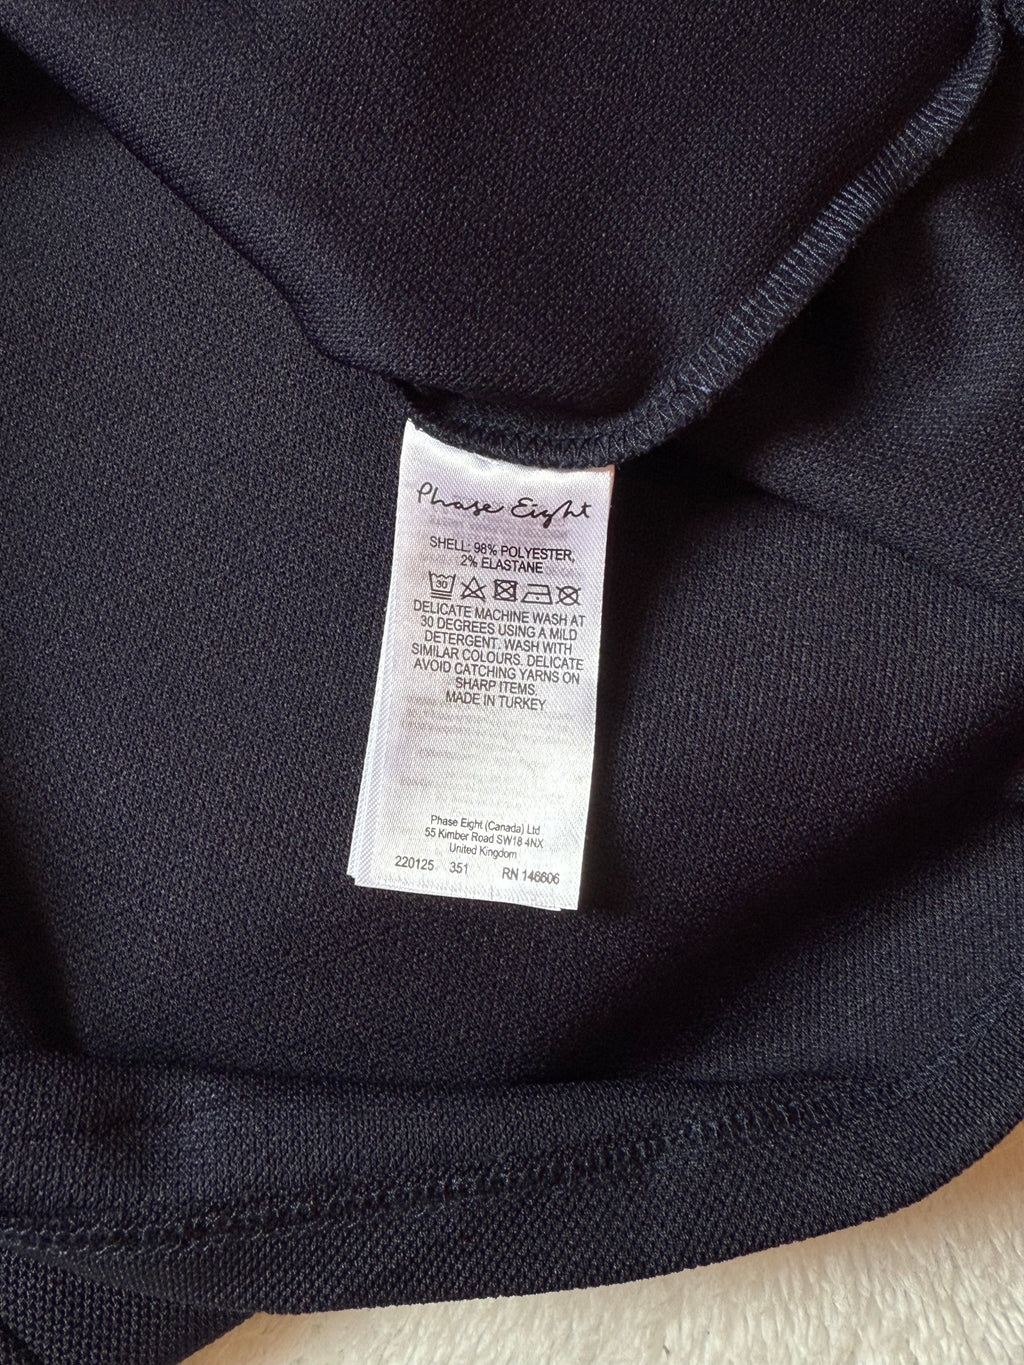 Phase Eight
SHELL: 98% POLYESTER,
2% ELASTANE
30
DELICATE MACHINE WASH AT
30 DEGREES USING A MILD
DETERGENT. WASH WITH
SIMILAR COLOURS. DELICATE
AVOID CATCHING YARNS ON
SHARP ITEMS.
MADE IN TURKEY
Phase Eight (Canada) Ltd
55 Kimber Road SW18 4NX
United Kingdom
220125 351 RN 146606